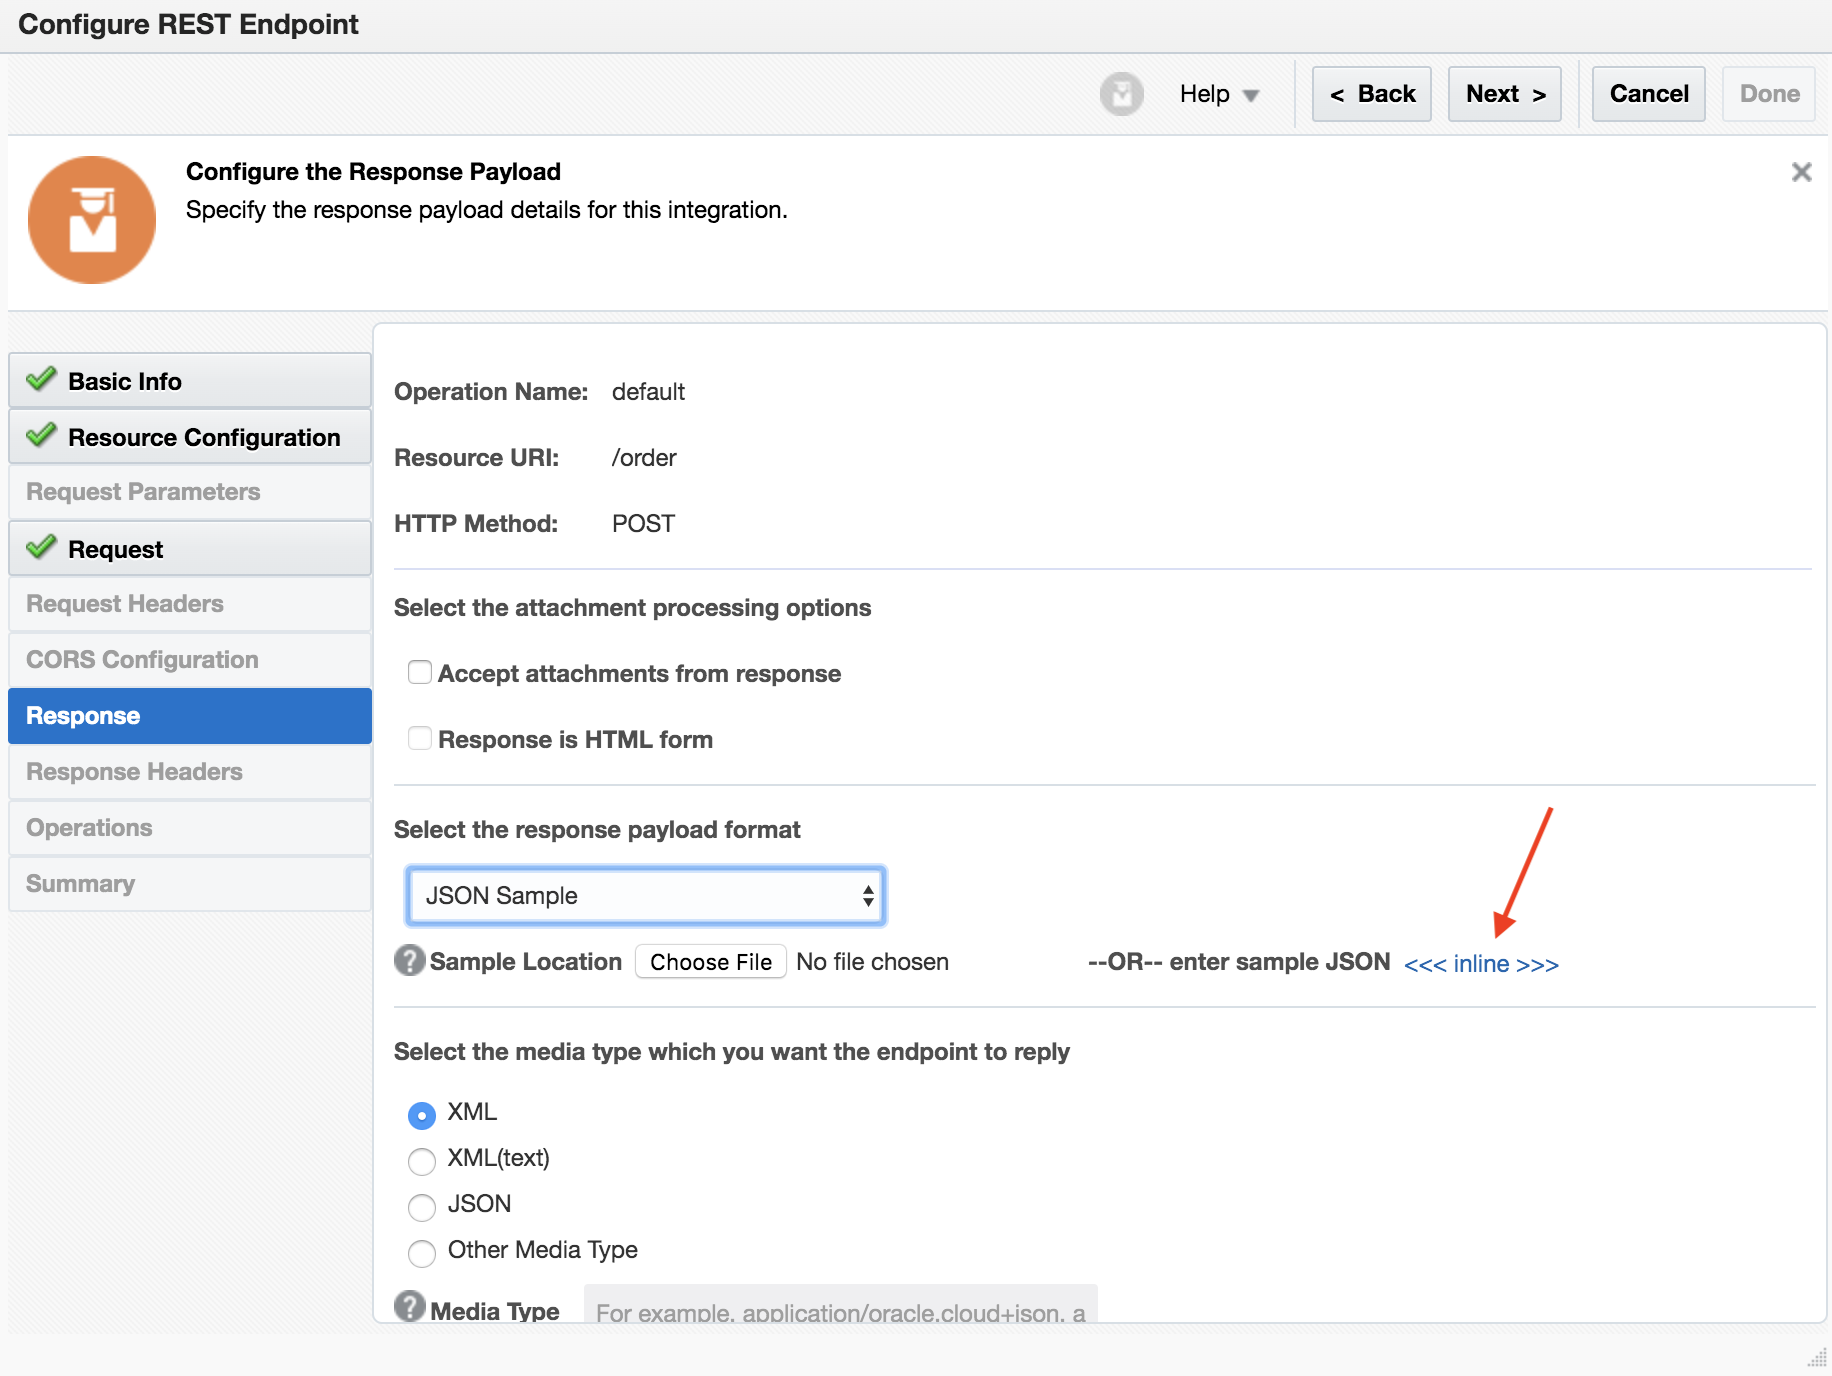 Configure REST Endpoint
Help
< Back
Next >
Cancel
Done
Configure the Response Payload
Specify the response payload details for this integration.
Basic Info
Resource Configuration
Request Parameters
Request
Request Headers
CORS Configuration
Response
Response Headers
Operations
Summary
Operation Name: default
Resource URI: /order
HTTP Method: POST
Select the attachment processing options
Accept attachments from response
Response is HTML form
Select the response payload format
JSON Sample
? Sample Location Choose File No file chosen --OR-- enter sample JSON <<< inline >>>
Select the media type which you want the endpoint to reply
XML
XML(text)
JSON
Other Media Type
? Media Type For example, application/oracle.cloud+json, a